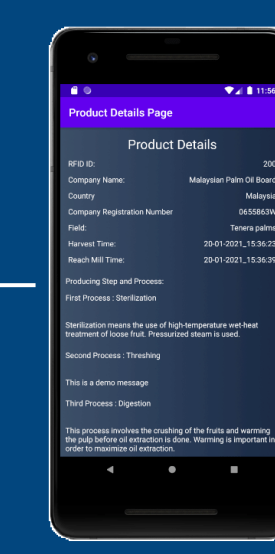 11:56
Product Details Page
Product Details
RFID ID: 200
Company Name: Malaysian Palm Oil Board
Country Malaysia
Company Registration Number 0655863W
Field: Tenera palma
Harvest Time: 20-01-2021_15:36:23
Reach Mill Time: 20-01-2021_15:36:39
Producing Step and Process:
First Process : Sterilization
Sterilization means the use of high-temperature wet-heat
treatment of loose fruit. Pressurized steam is used.
Second Process : Threshing
This is a demo message
Third Process : Digestion
This process involves the crushing of the fruits and warming
the pulp before oil extraction is done. Warming is important in
order to maximize oil extraction.